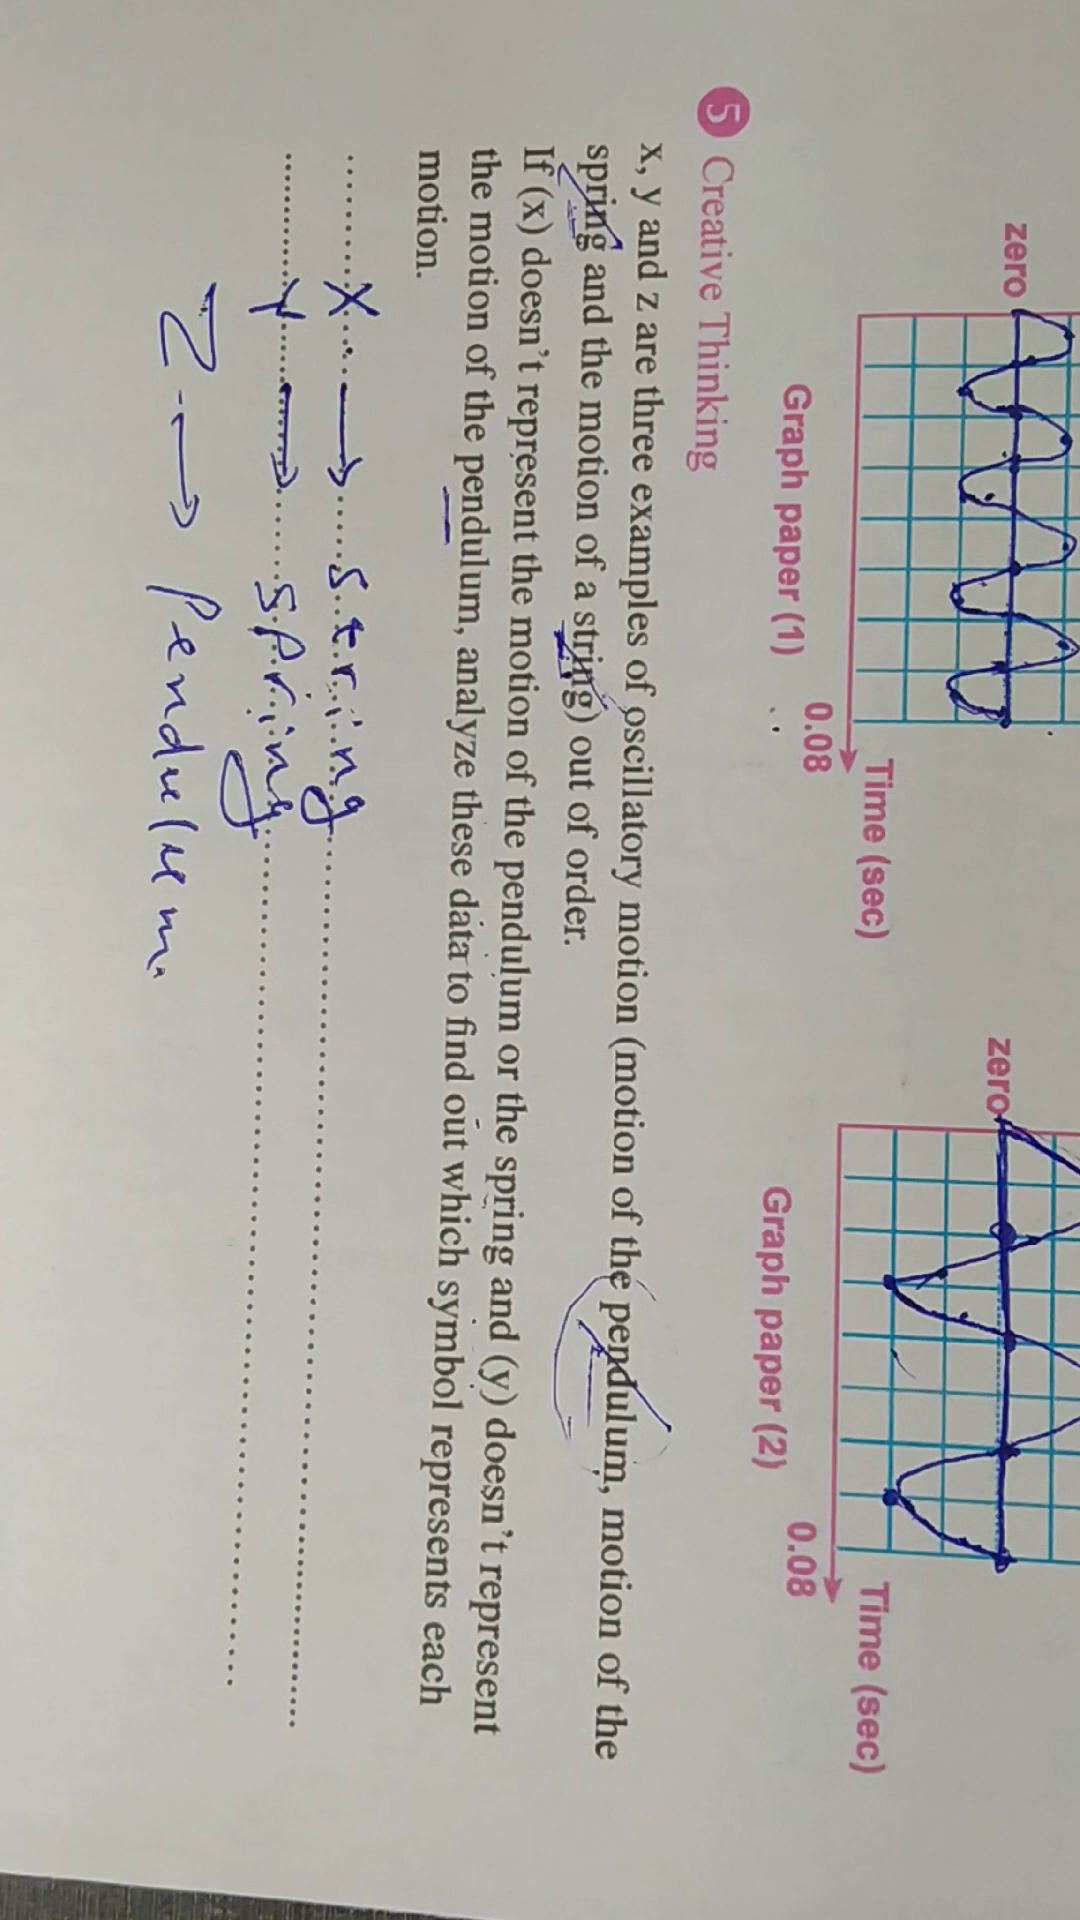 zero
Time (sec)
0.08
Graph paper (1)
zero
Time (sec)
0.08
Graph paper (2)
5 Creative Thinking
x, y and z are three examples of oscillatory motion (motion of the pendulum, motion of the
spring and the motion of a string) out of order.
If (x) doesn't represent the motion of the pendulum or the spring and (y) doesn't represent
the motion of the pendulum, analyze these data to find out which symbol represents each
motion.
X → string
Y → spring
Z → Pendulum.